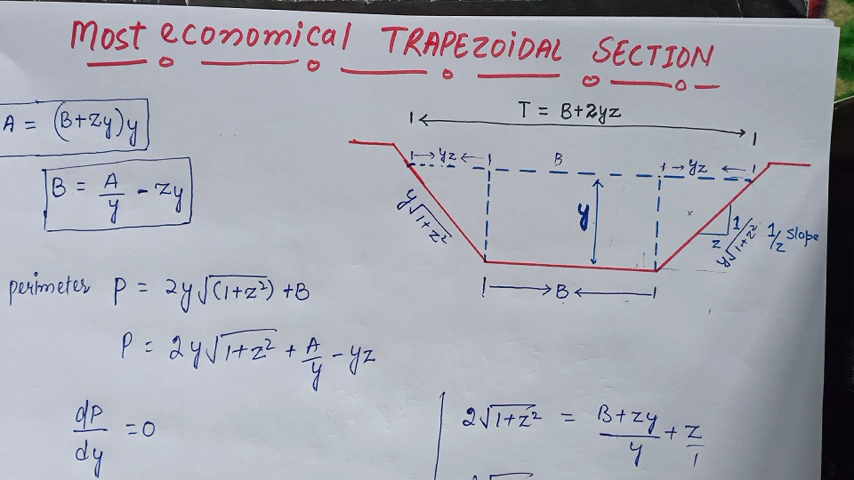 Most economical TRAPEZOIDAL SECTION
A = (B+zy)y
B = A/y - zy
T = B+2yz
yz
B
yz
y√1+z²
y
1
z
y√1+z²
1/z slope
B
perimeter P = 2y√(1+z²) +B
P = 2y√1+z² + A/y - yz
dP/dy = 0
2√1+z² = B+zy/y + z/1